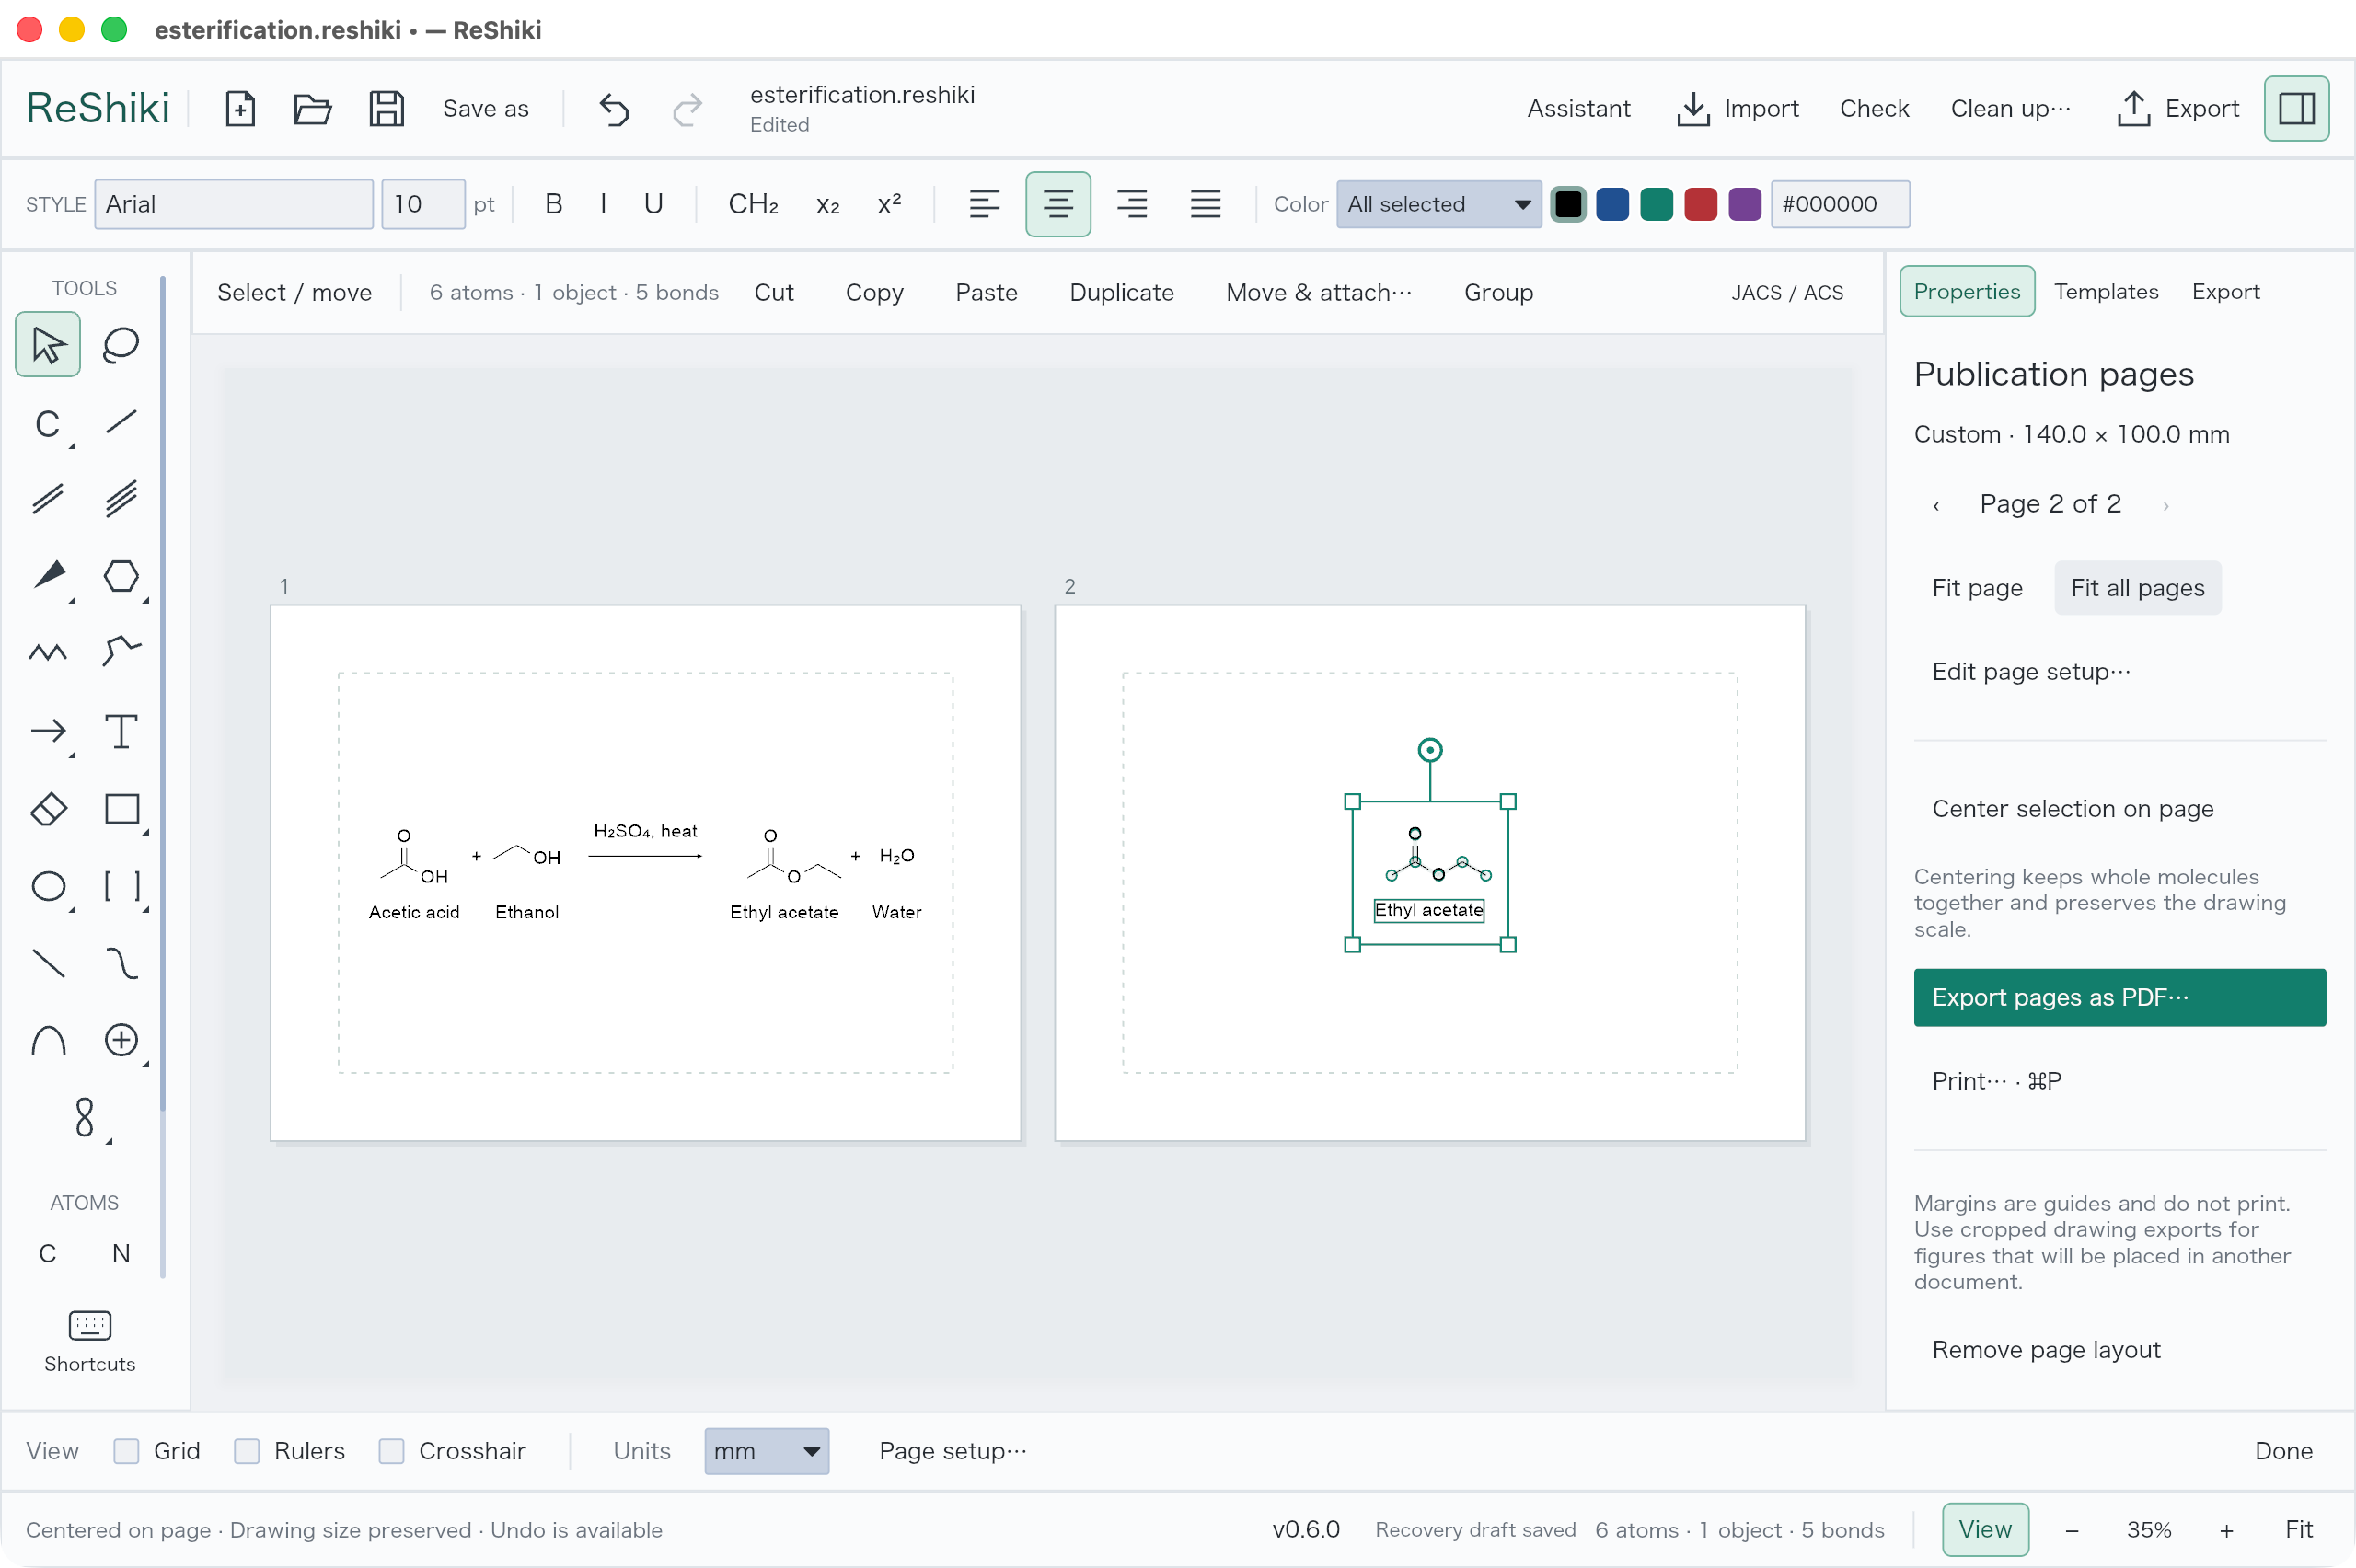 esterification.reshiki • — ReShiki
ReShiki
Save as
esterification.reshiki
Edited
Assistant
Import
Check
Clean up···
Export
STYLE
Arial
10
pt
B
I
U
CH₂
x₂
x²
Color
All selected
#000000
TOOLS
C
T
ATOMS
C
N
Shortcuts
Select / move
6 atoms · 1 object · 5 bonds
Cut
Copy
Paste
Duplicate
Move & attach···
Group
JACS / ACS
1
O
OH
Acetic acid
+
OH
Ethanol
H₂SO₄, heat
O
O
Ethyl acetate
+
H₂O
Water
2
O
O
Ethyl acetate
Properties
Templates
Export
Publication pages
Custom · 140.0 × 100.0 mm
‹ Page 2 of 2 ›
Fit page
Fit all pages
Edit page setup···
Center selection on page
Centering keeps whole molecules
together and preserves the drawing
scale.
Export pages as PDF···
Print··· · ⌘P
Margins are guides and do not print.
Use cropped drawing exports for
figures that will be placed in another
document.
Remove page layout
View
Grid
Rulers
Crosshair
Units
mm
Page setup···
Done
Centered on page · Drawing size preserved · Undo is available
v0.6.0
Recovery draft saved
6 atoms · 1 object · 5 bonds
View
−
35%
+
Fit